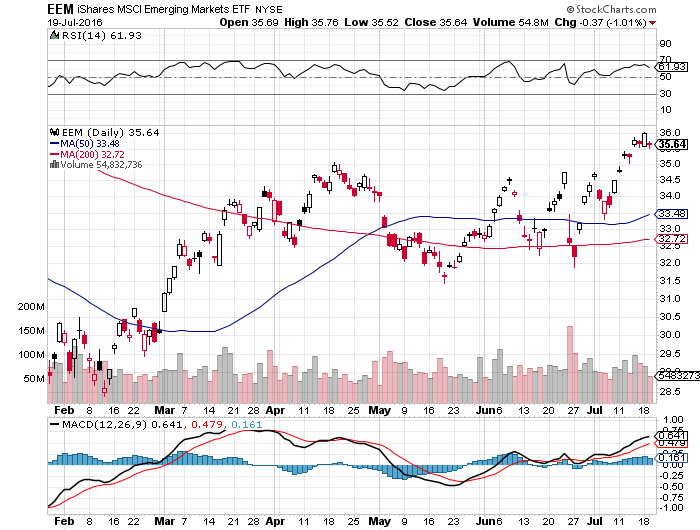 EEM iShares MSCI Emerging Markets ETF NYSE © StockCharts.com
19-Jul-2016 Open 35.69 High 35.76 Low 35.52 Close 35.64 Volume 54.8M Chg -0.37 (-1.01%)
RSI(14) 61.93
90
70
61.93
50
30
10
EEM (Daily) 35.64
MA(50) 33.48
MA(200) 32.72
Volume 54,832,736
36.0
35.64
35.0
34.5
34.0
33.48
33.0
32.72
32.5
32.0
31.5
31.0
30.5
30.0
29.5
29.0
28.5
200M
150M
100M
50M
54832736
Feb 8 16 22 Mar 7 14 21 28 Apr 11 18 25 May 9 16 23 Jun 6 13 20 27 Jul 11 18
MACD(12,26,9) 0.641, 0.479, 0.161
1.00
0.75
0.641
0.479
0.161
0.00
-0.25
-0.50
-0.75
-1.00
Feb 8 16 22 Mar 7 14 21 28 Apr 11 18 25 May 9 16 23 Jun 6 13 20 27 Jul 11 18